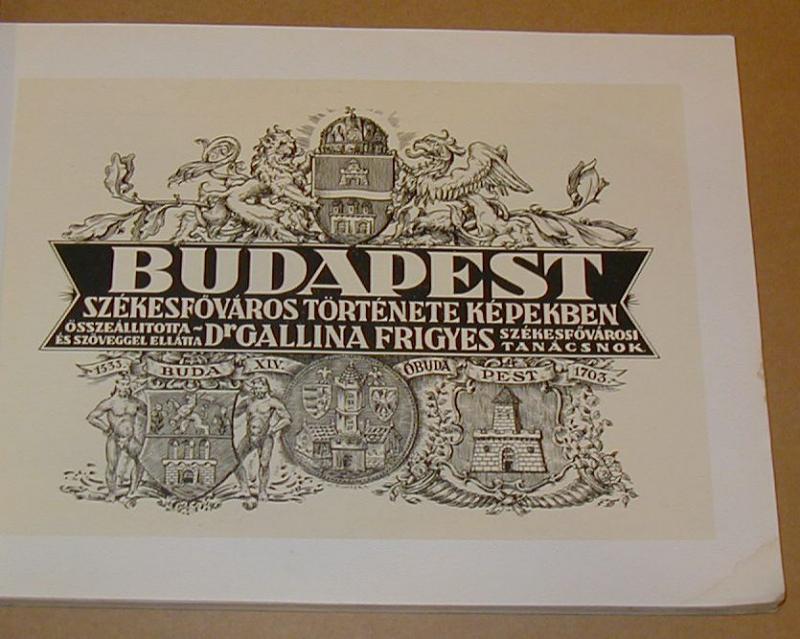 BUDAPEST
SZÉKESFŐVÁROS TÖRTÉNETE KÉPEKBEN
ÖSSZEÁLLITOTTA ~
ÉS SZÖVEGGEL ELLÁTTA Dr GALLINA FRIGYES SZÉKESFŐVÁROSI
TANÁCSNOK
1533. BUDA XIV. ÓBUDA PEST 1703.